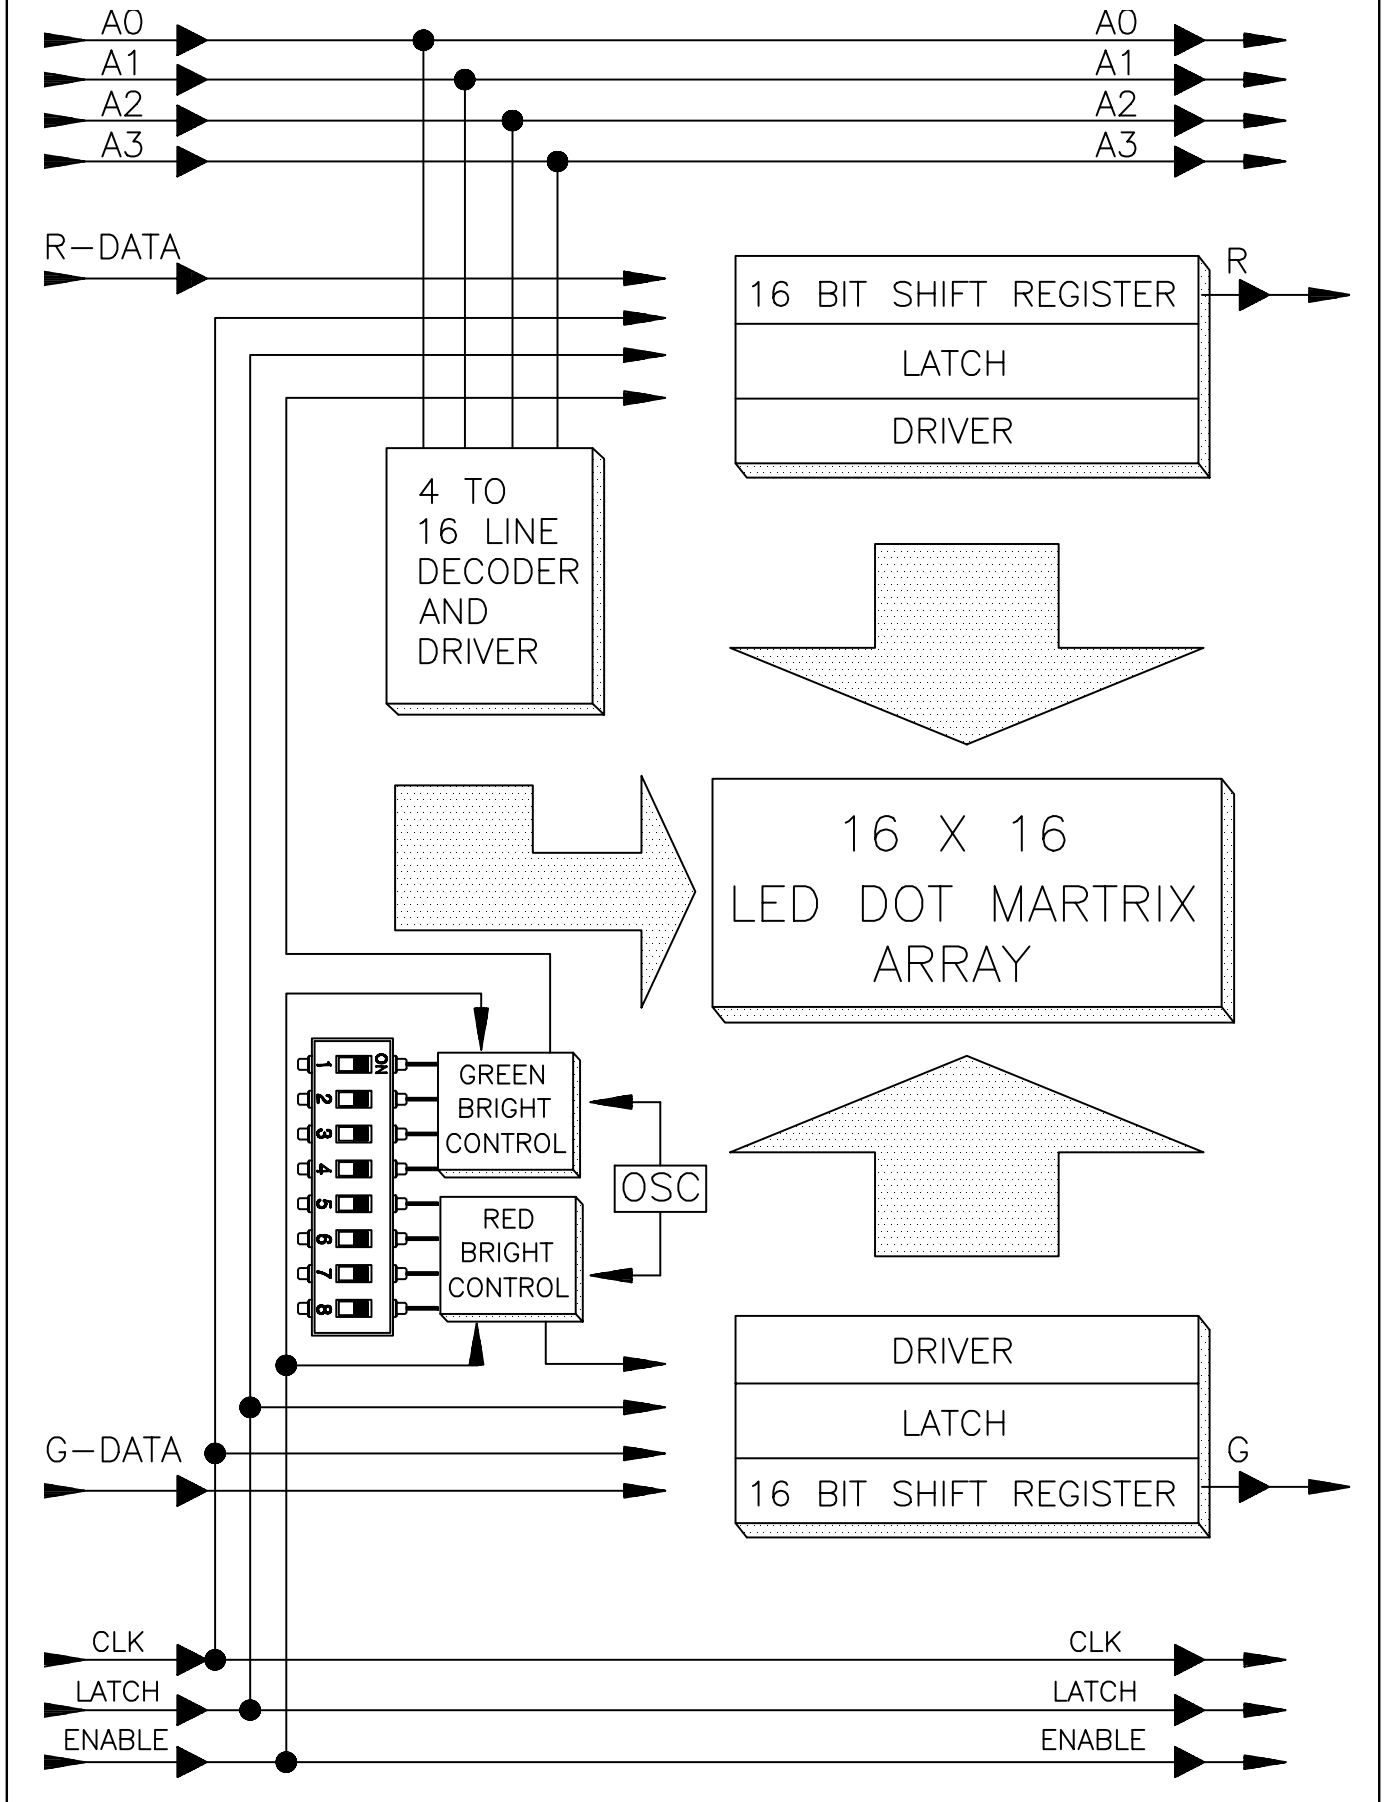 A0 A0
A1 A1
A2 A2
A3 A3
R-DATA
R
16 BIT SHIFT REGISTER
LATCH
DRIVER
4 TO
16 LINE
DECODER
AND
DRIVER
16 X 16
LED DOT MARTRIX
ARRAY
ON
1
2
3
4
5
6
7
8
GREEN
BRIGHT
CONTROL
OSC
RED
BRIGHT
CONTROL
DRIVER
LATCH
16 BIT SHIFT REGISTER
G-DATA
G
CLK CLK
LATCH LATCH
ENABLE ENABLE